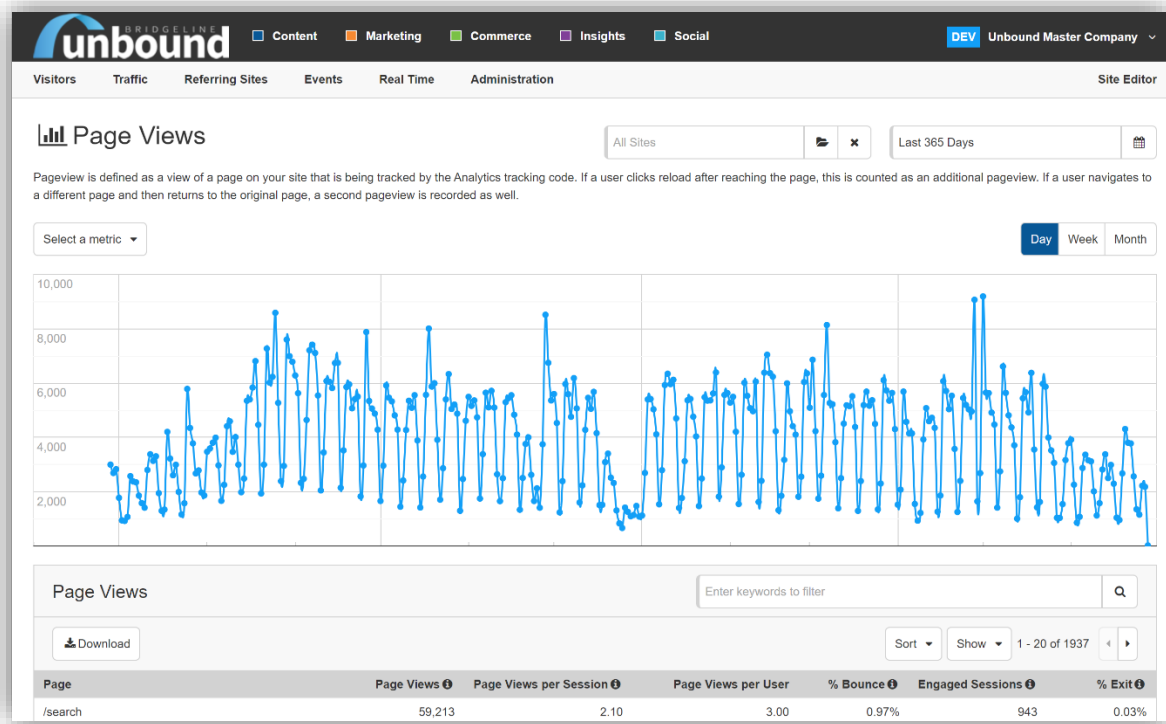 BRIDGELINE
unbound
Content Marketing Commerce Insights Social
DEV Unbound Master Company
Visitors Traffic Referring Sites Events Real Time Administration Site Editor
Page Views
All Sites
Last 365 Days
Pageview is defined as a view of a page on your site that is being tracked by the Analytics tracking code. If a user clicks reload after reaching the page, this is counted as an additional pageview. If a user navigates to
a different page and then returns to the original page, a second pageview is recorded as well.
Select a metric
Day Week Month
10,000
8,000
6,000
4,000
2,000
Page Views
Enter keywords to filter
Download
Sort Show 1 - 20 of 1937
Page Page Views Page Views per Session Page Views per User % Bounce Engaged Sessions % Exit
/search 59,213 2.10 3.00 0.97% 943 0.03%